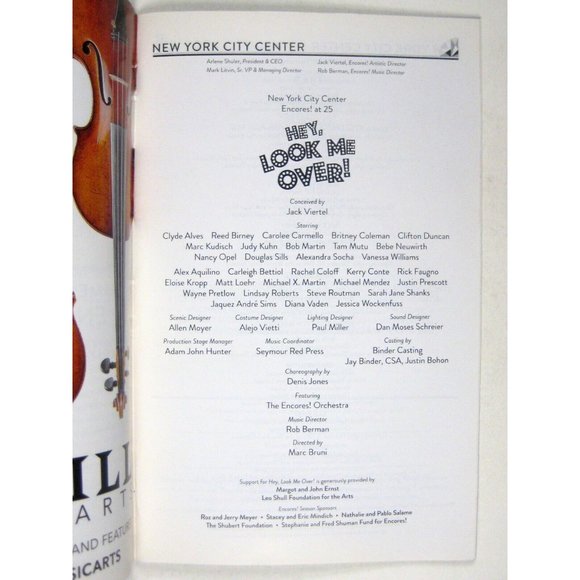 NEW YORK CITY CENTER
Arlene Shuler, President & CEO
Mark Litvin, Sr. VP & Managing Director
Jack Viertel, Encores! Artistic Director
Rob Berman, Encores! Music Director
New York City Center
Encores! at 25
HEY,
LOOK ME
OVER!
Conceived by
Jack Viertel
Starring
Clyde Alves Reed Birney Carolee Carmello Britney Coleman Clifton Duncan
Marc Kudisch Judy Kuhn Bob Martin Tam Mutu Bebe Neuwirth
Nancy Opel Douglas Sills Alexandra Socha Vanessa Williams
Alex Aquilino Carleigh Bettiol Rachel Coloff Kerry Conte Rick Faugno
Eloise Kropp Matt Loehr Michael X. Martin Michael Mendez Justin Prescott
Wayne Pretlow Lindsay Roberts Steve Routman Sarah Jane Shanks
Jaquez André Sims Diana Vaden Jessica Wockenfuss
Scenic Designer Costume Designer Lighting Designer Sound Designer
Allen Moyer Alejo Vietti Paul Miller Dan Moses Schreier
Production Stage Manager Music Coordinator Casting by
Adam John Hunter Seymour Red Press Binder Casting
Jay Binder, CSA, Justin Bohon
Choreography by
Denis Jones
Featuring
The Encores! Orchestra
Music Director
Rob Berman
Directed by
Marc Bruni
Support for Hey, Look Me Over! is generously provided by
Margot and John Ernst
Leo Shull Foundation for the Arts
Encores! Season Sponsors
Roz and Jerry Meyer • Stacey and Eric Mindich • Nathalie and Pablo Salame
The Shubert Foundation • Stephanie and Fred Shuman Fund for Encores!
ILL
ART
AND FEATUR
SICARTS